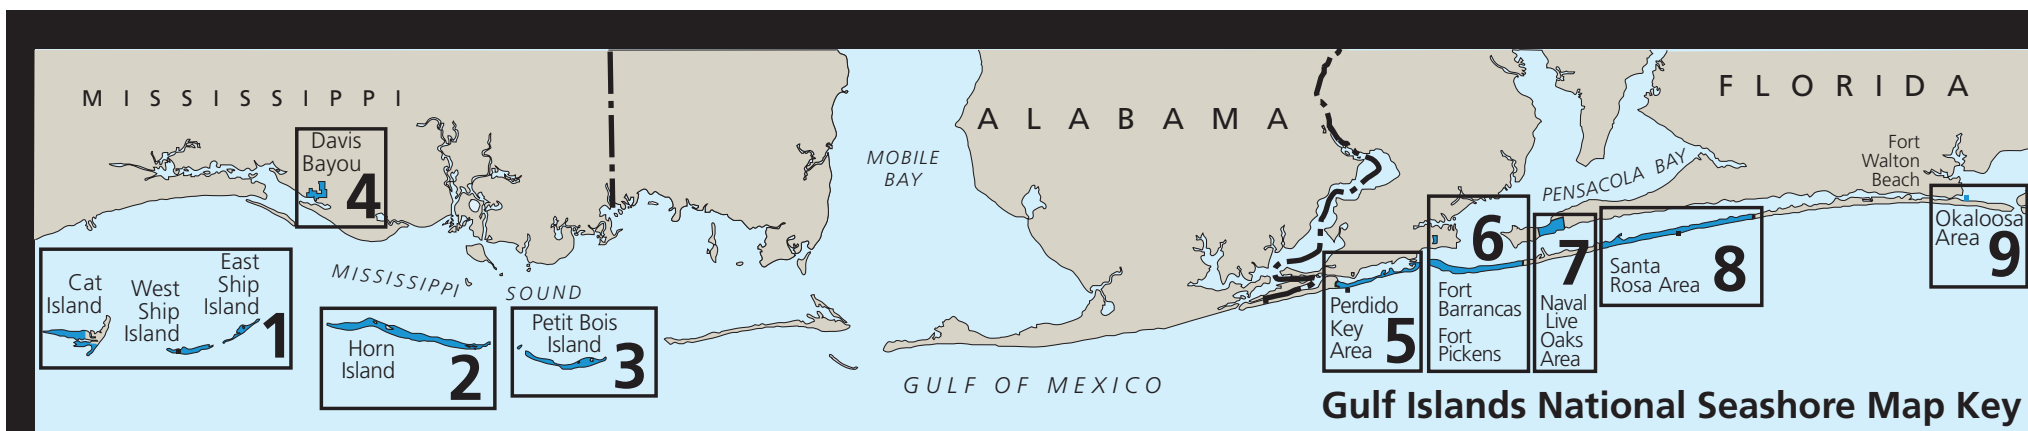 MISSISSIPPI
ALABAMA
FLORIDA
Davis
Bayou
4
MOBILE
BAY
PENSACOLA BAY
Fort
Walton
Beach
Cat
Island
West
Ship
Island
East
Ship
Island
1
MISSISSIPPI SOUND
Horn
Island
2
Petit Bois
Island
3
GULF OF MEXICO
Perdido
Key
Area
5
6
Fort
Barrancas
Fort
Pickens
7
Naval
Live
Oaks
Area
Santa
Rosa Area
8
Okaloosa
Area
9
Gulf Islands National Seashore Map Key